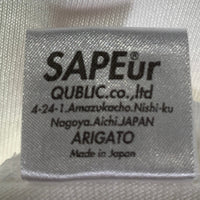 SAPEur
QUBLIC.co.,ltd
4-24-1.Amazukacho.Nishi-ku
Nagoya.Aichi.JAPAN
ARIGATO
Made in Japan